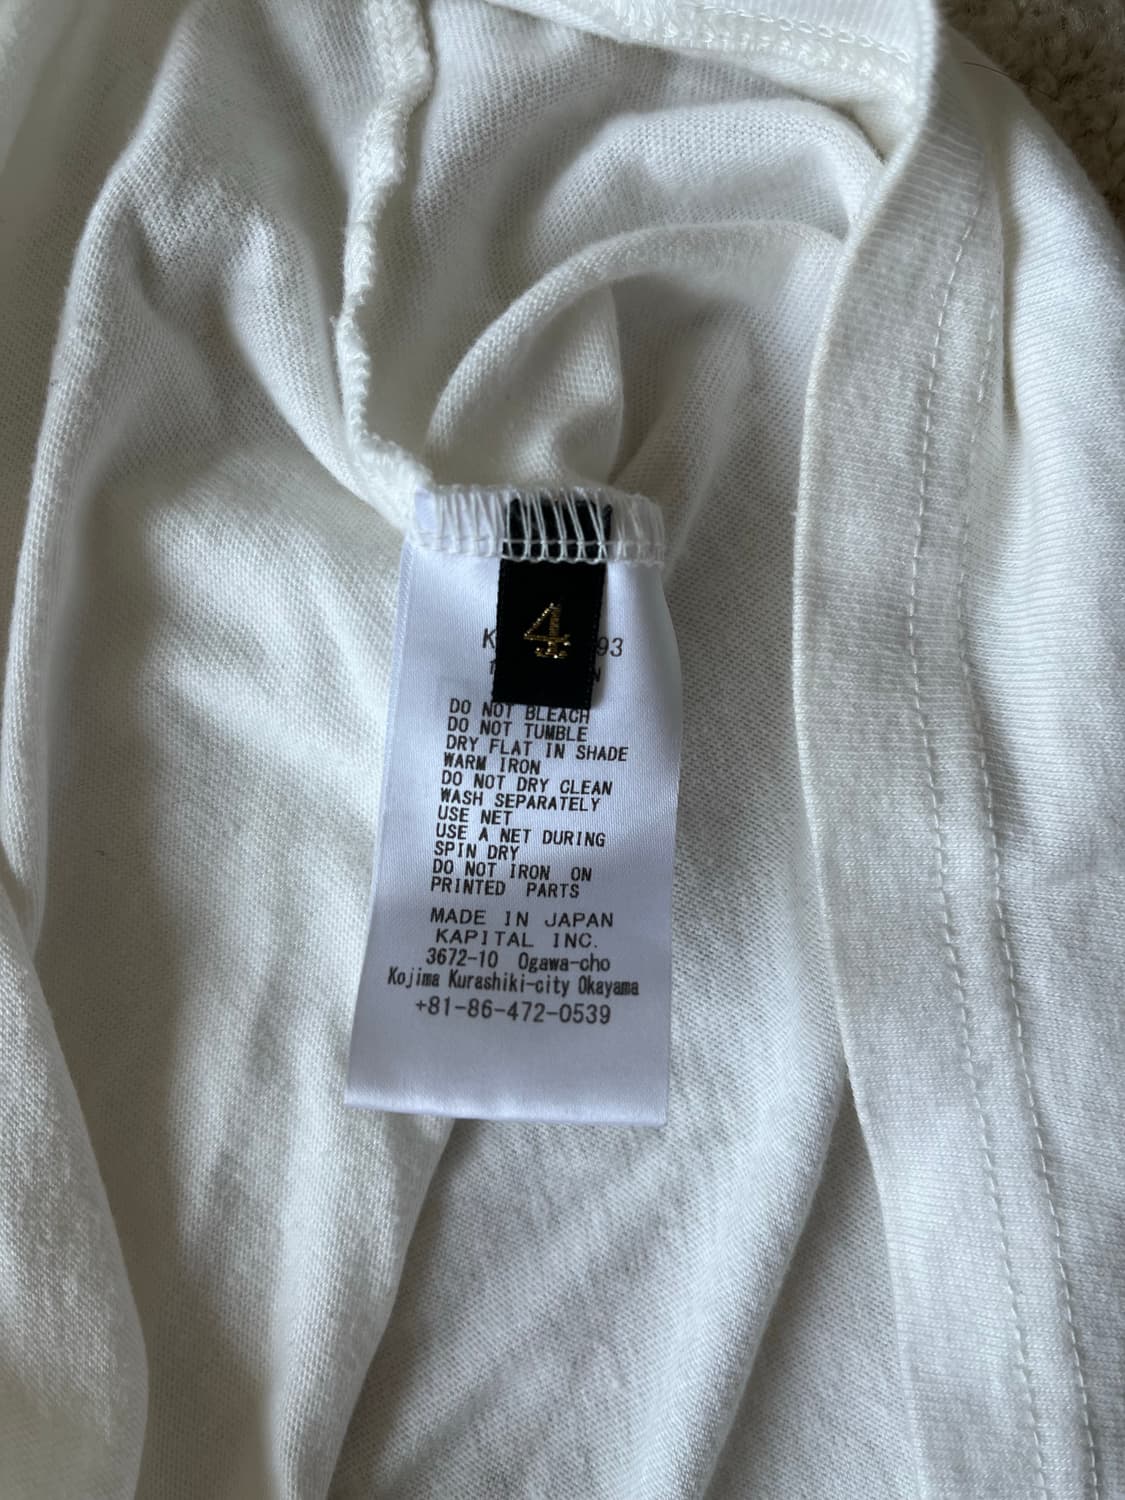 4
93
DO NOT BLEACH
DO NOT TUMBLE
DRY FLAT IN SHADE
WARM IRON
DO NOT DRY CLEAN
WASH SEPARATELY
USE NET
USE A NET DURING
SPIN DRY
DO NOT IRON ON
PRINTED PARTS
MADE IN JAPAN
KAPITAL INC.
3672-10 Ogawa-cho
Kojima Kurashiki-city Okayama
+81-86-472-0539